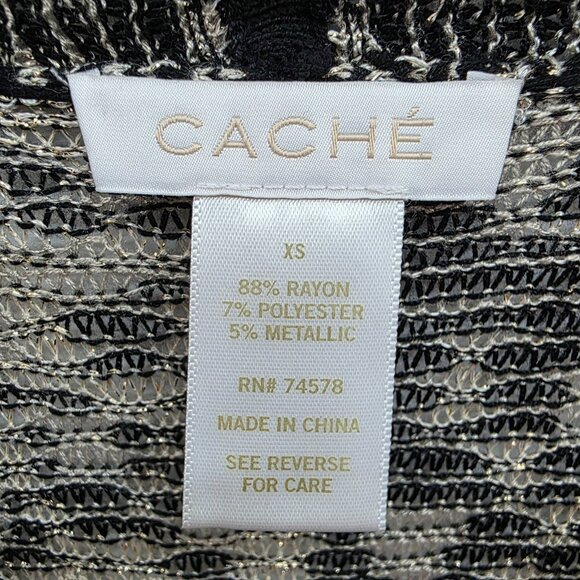 CACHÉ
XS
88% RAYON
7% POLYESTER
5% METALLIC
RN# 74578
MADE IN CHINA
SEE REVERSE
FOR CARE